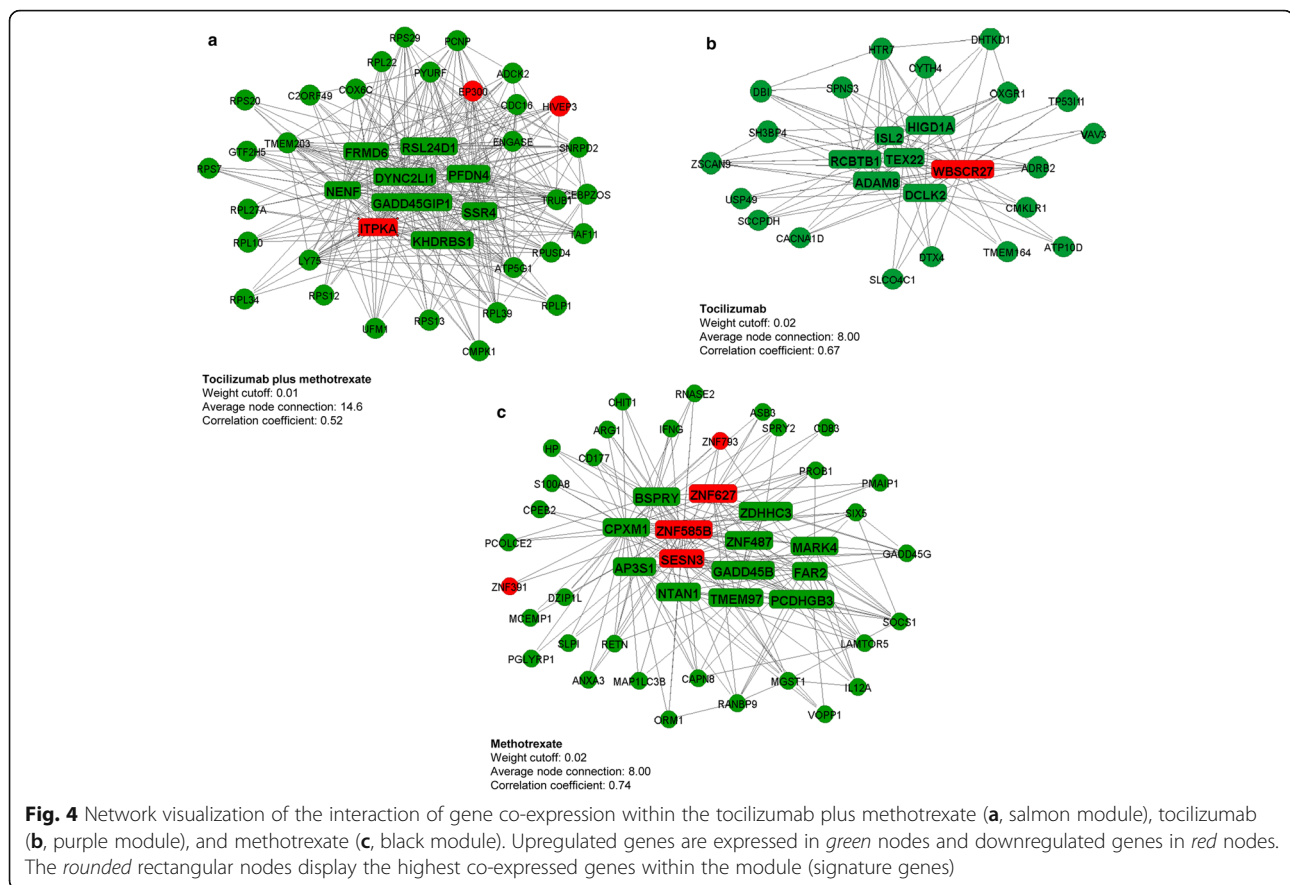 a
RPS29
PCNP
RPL22
PYURF
ADCK2
EP300
HIVEP3
C2ORF49
COX6C
CDC16
RPS20
TMEM203
ENGASE
SNRPD2
GTF2H5
FRMD6
RSL24D1
RPS7
DYNC2LI1
PFDN4
NENF
CEBPZOS
TRUB1
GADD45GIP1
SSR4
RPL27A
ITPKA
TAF11
RPL10
KHDRBS1
RPUSD4
LY75
ATP5G1
RPL34
RPS12
RPL39
RPLP1
UFM1
RPS13
CMPK1
Tocilizumab plus methotrexate
Weight cutoff: 0.01
Average node connection: 14.6
Correlation coefficient: 0.52
b
DHTKD1
HTR7
CYTH4
DBI
SPNS3
OXGR1
TP53I11
SH3BP4
ISL2
HIGD1A
VAV3
ZSCAN9
RCBTB1
TEX22
WBSCR27
ADRB2
ADAM8
DCLK2
USP49
CMKLR1
SCCPDH
CACNA1D
DTX4
TMEM164
ATP10D
SLCO4C1
Tocilizumab
Weight cutoff: 0.02
Average node connection: 8.00
Correlation coefficient: 0.67
c
CHIT1
RNASE2
ASB3
ARG1
IFNG
SPRY2
CD83
ZNF793
HP
CD177
PROB1
S100A8
BSPRY
ZNF627
PMAIP1
CPEB2
ZDHHC3
SIX5
CPXM1
ZNF585B
ZNF487
PCOLCE2
MARK4
GADD45G
SESN3
AP3S1
GADD45B
FAR2
ZNF391
DZIP1L
NTAN1
TMEM97
PCDHGB3
MCEMP1
SOCS1
SLPI
RETN
LAMTOR5
PGLYRP1
ANXA3
MAP1LC3B
CAPN8
MGST1
IL12A
RANBP9
ORM1
VOPP1
Methotrexate
Weight cutoff: 0.02
Average node connection: 8.00
Correlation coefficient: 0.74
Fig. 4 Network visualization of the interaction of gene co-expression within the tocilizumab plus methotrexate (a, salmon module), tocilizumab
(b, purple module), and methotrexate (c, black module). Upregulated genes are expressed in green nodes and downregulated genes in red nodes.
The rounded rectangular nodes display the highest co-expressed genes within the module (signature genes)